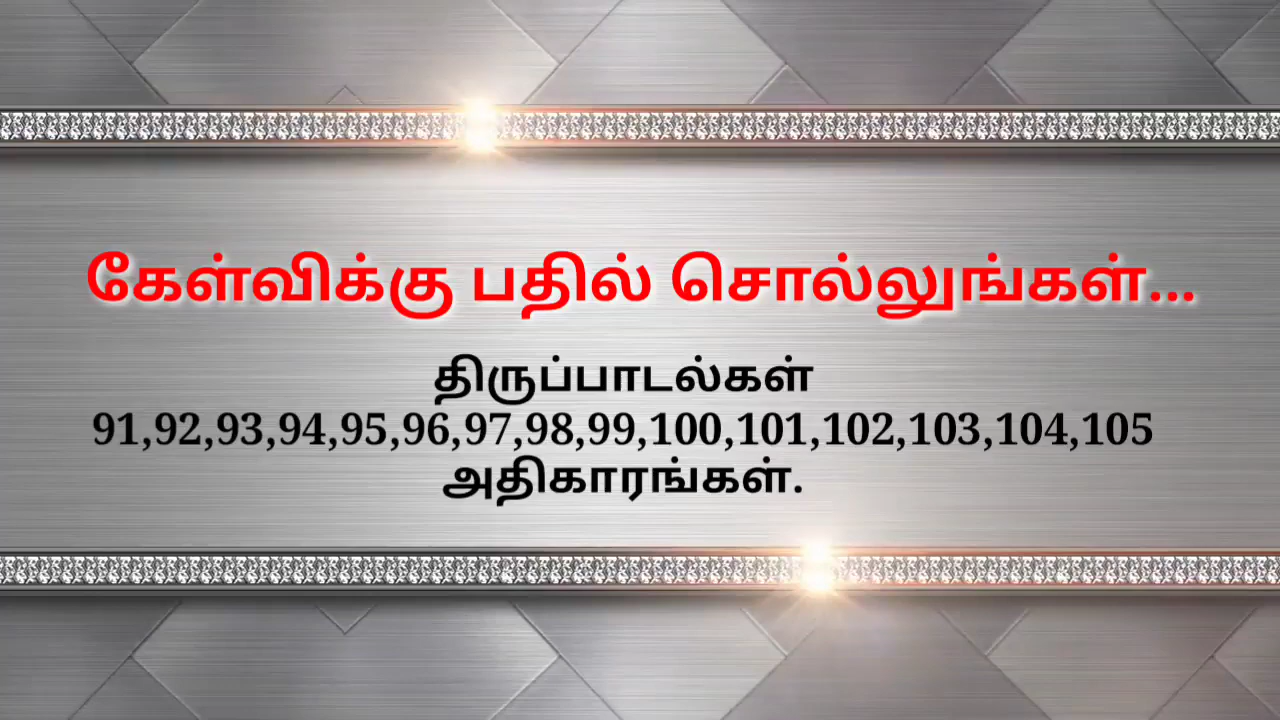 கேள்விக்கு பதில் சொல்லுங்கள்...
திருப்பாடல்கள்
91,92,93,94,95,96,97,98,99,100,101,102,103,104,105
அதிகாரங்கள்.